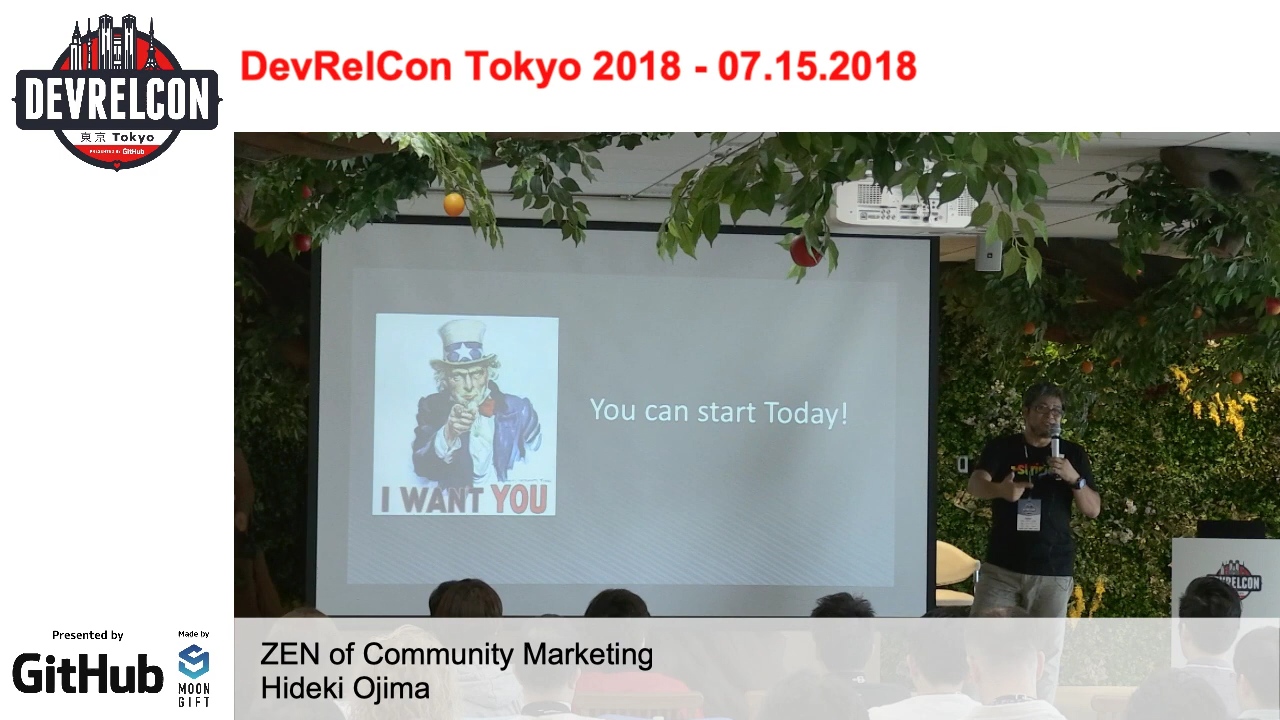 DEVRELCON
東京 Tokyo
PRESENTED BY GitHub
DevRelCon Tokyo 2018 - 07.15.2018
You can start Today!
I WANT YOU
DEVRELCON
Presented by
GitHub
Made by
MOON
GIFT
ZEN of Community Marketing
Hideki Ojima